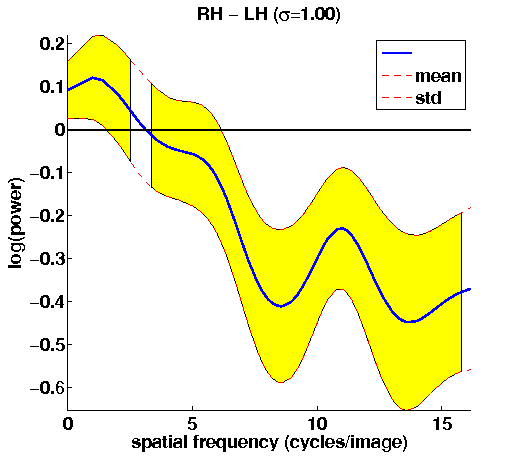 RH − LH (σ=1.00)
mean
std
0.2
0.1
0
−0.1
−0.2
−0.3
−0.4
−0.5
−0.6
log(power)
0 5 10 15
spatial frequency (cycles/image)